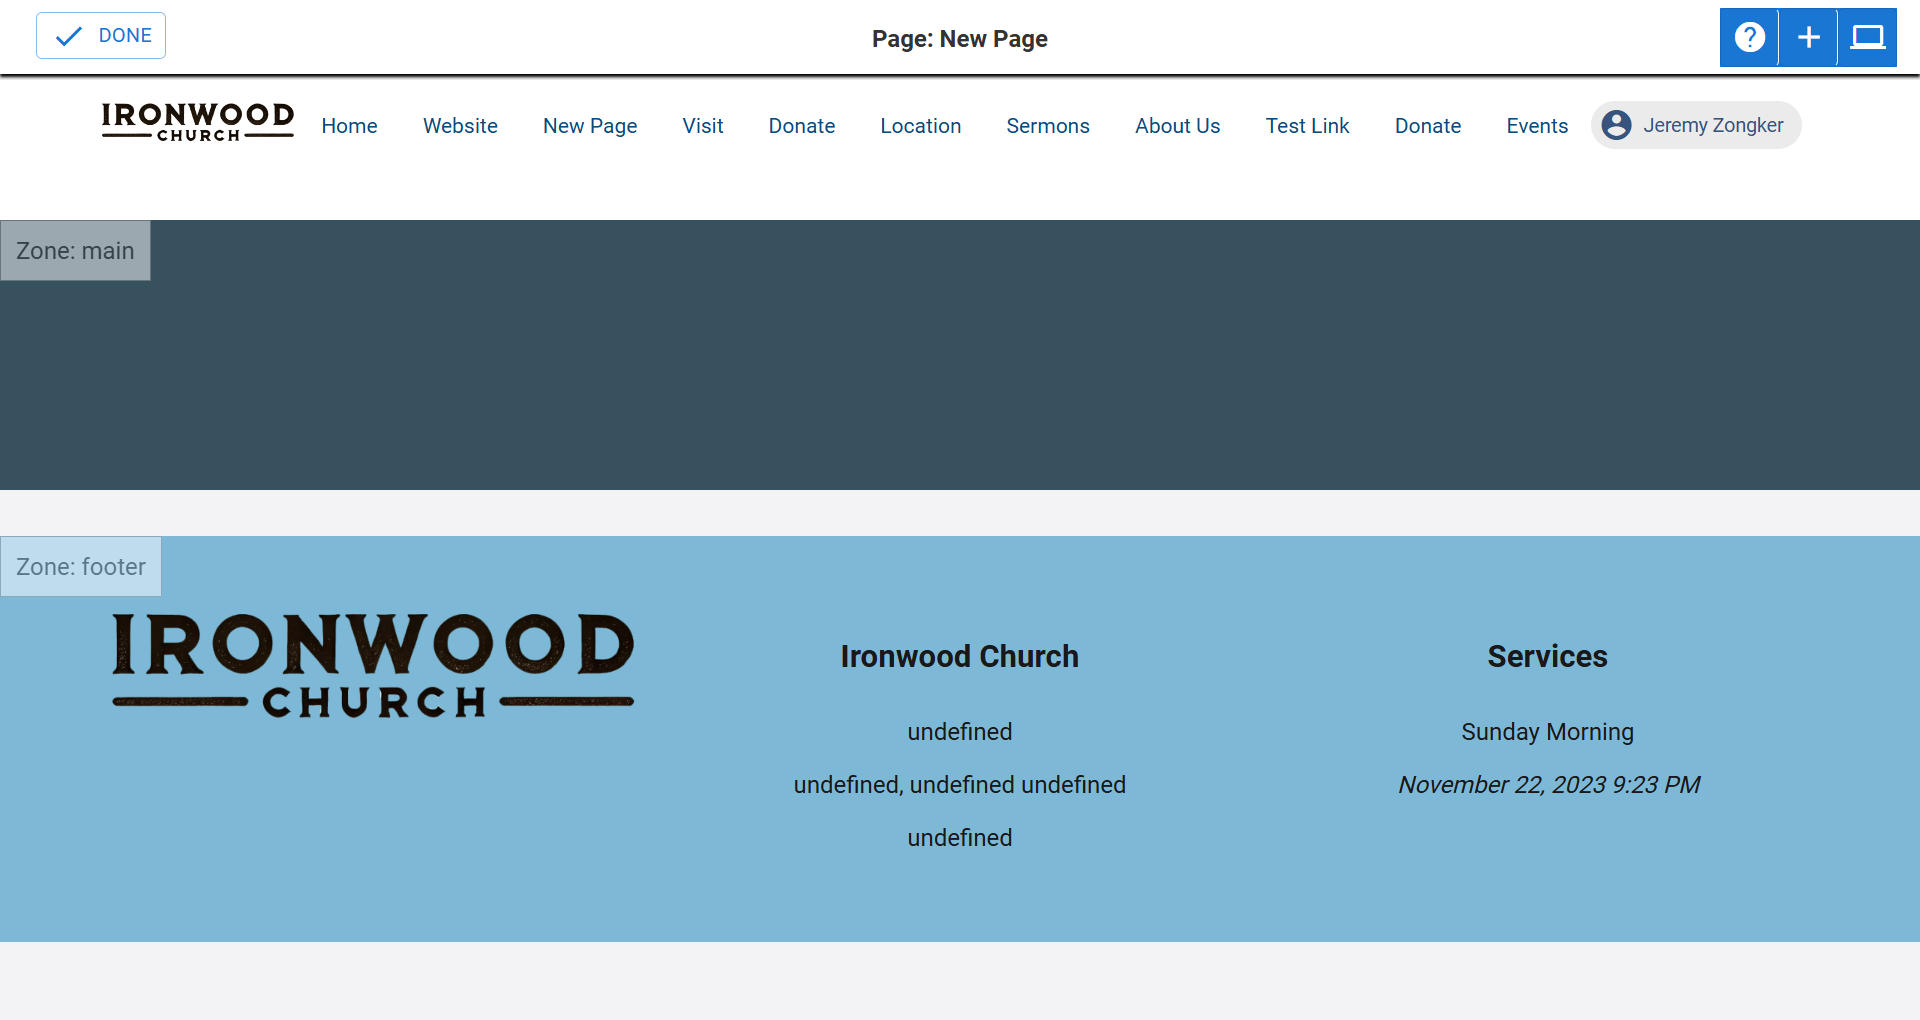 DONE
Page: New Page
IRONWOOD
CHURCH
Home Website New Page Visit Donate Location Sermons About Us Test Link Donate Events Jeremy Zongker
Zone: main
Zone: footer
IRONWOOD
CHURCH
Ironwood Church
undefined
undefined, undefined undefined
undefined
Services
Sunday Morning
November 22, 2023 9:23 PM